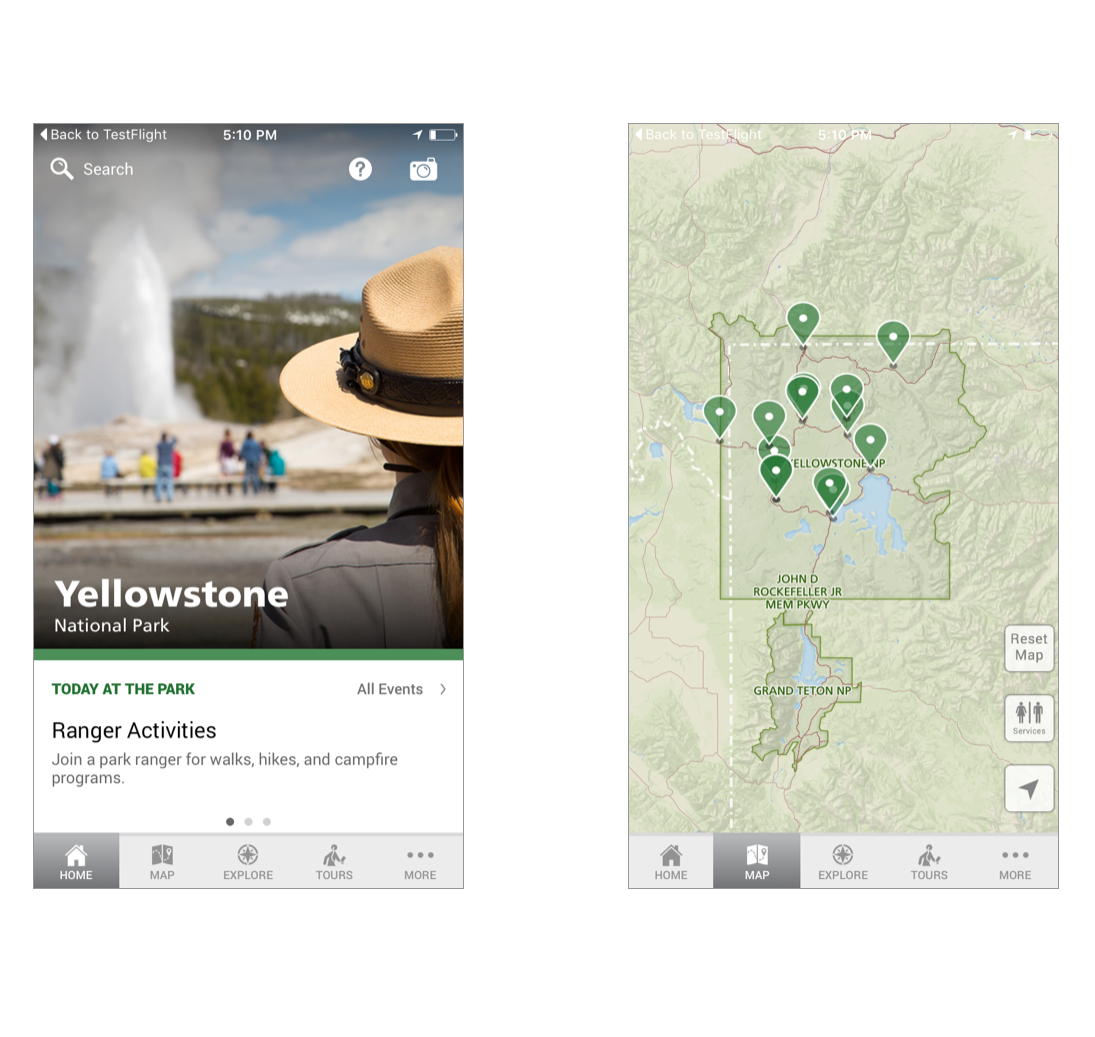 Back to TestFlight 5:10 PM
Search
Yellowstone
National Park
TODAY AT THE PARK All Events
Ranger Activities
Join a park ranger for walks, hikes, and campfire
programs.
HOME MAP EXPLORE TOURS MORE
Back to TestFlight 5:10 PM
YELLOWSTONE NP
JOHN D
ROCKEFELLER JR
MEM PKWY
Reset
Map
GRAND TETON NP
Services
HOME MAP EXPLORE TOURS MORE